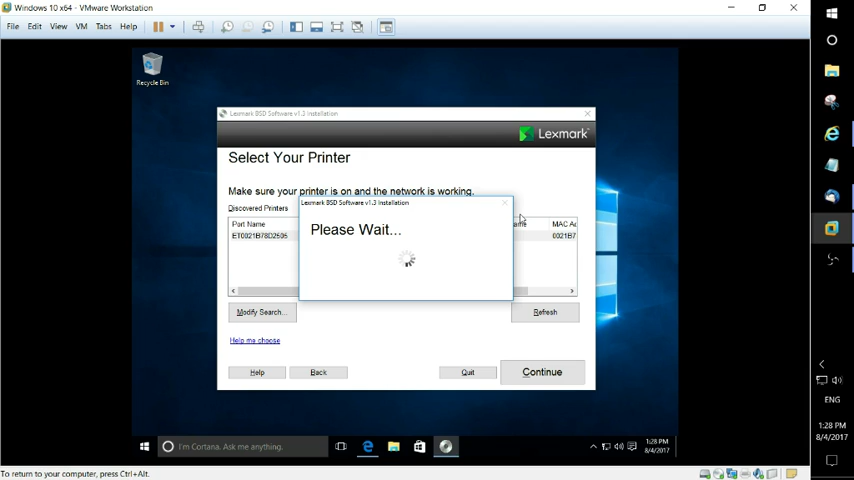 Windows 10 x64 - VMware Workstation
File Edit View VM Tabs Help
Recycle Bin
Lexmark BSD Software v1.3 Installation
Lexmark
Select Your Printer
Make sure your printer is on and the network is working.
Discovered Printers
Lexmark BSD Software v1.3 Installation
Port Name
MAC Ac
ET0021B78D2505
0021B7
Please Wait...
Modify Search...
Refresh
Help me choose
Help
Back
Quit
Continue
ENG
1:28 PM
8/4/2017
I'm Cortana. Ask me anything.
1:28 PM
8/4/2017
To return to your computer, press Ctrl+Alt.